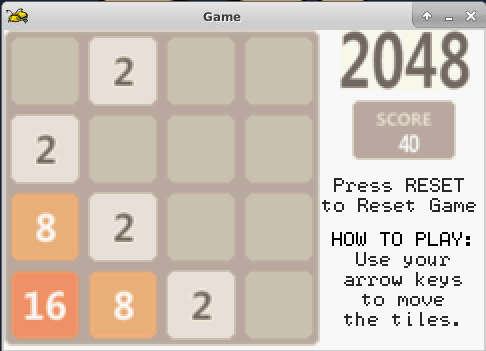 Game
2048
SCORE
40
Press RESET
to Reset Game
HOW TO PLAY:
Use your
arrow keys
to move
the tiles.
2
2
8 2
16 8 2